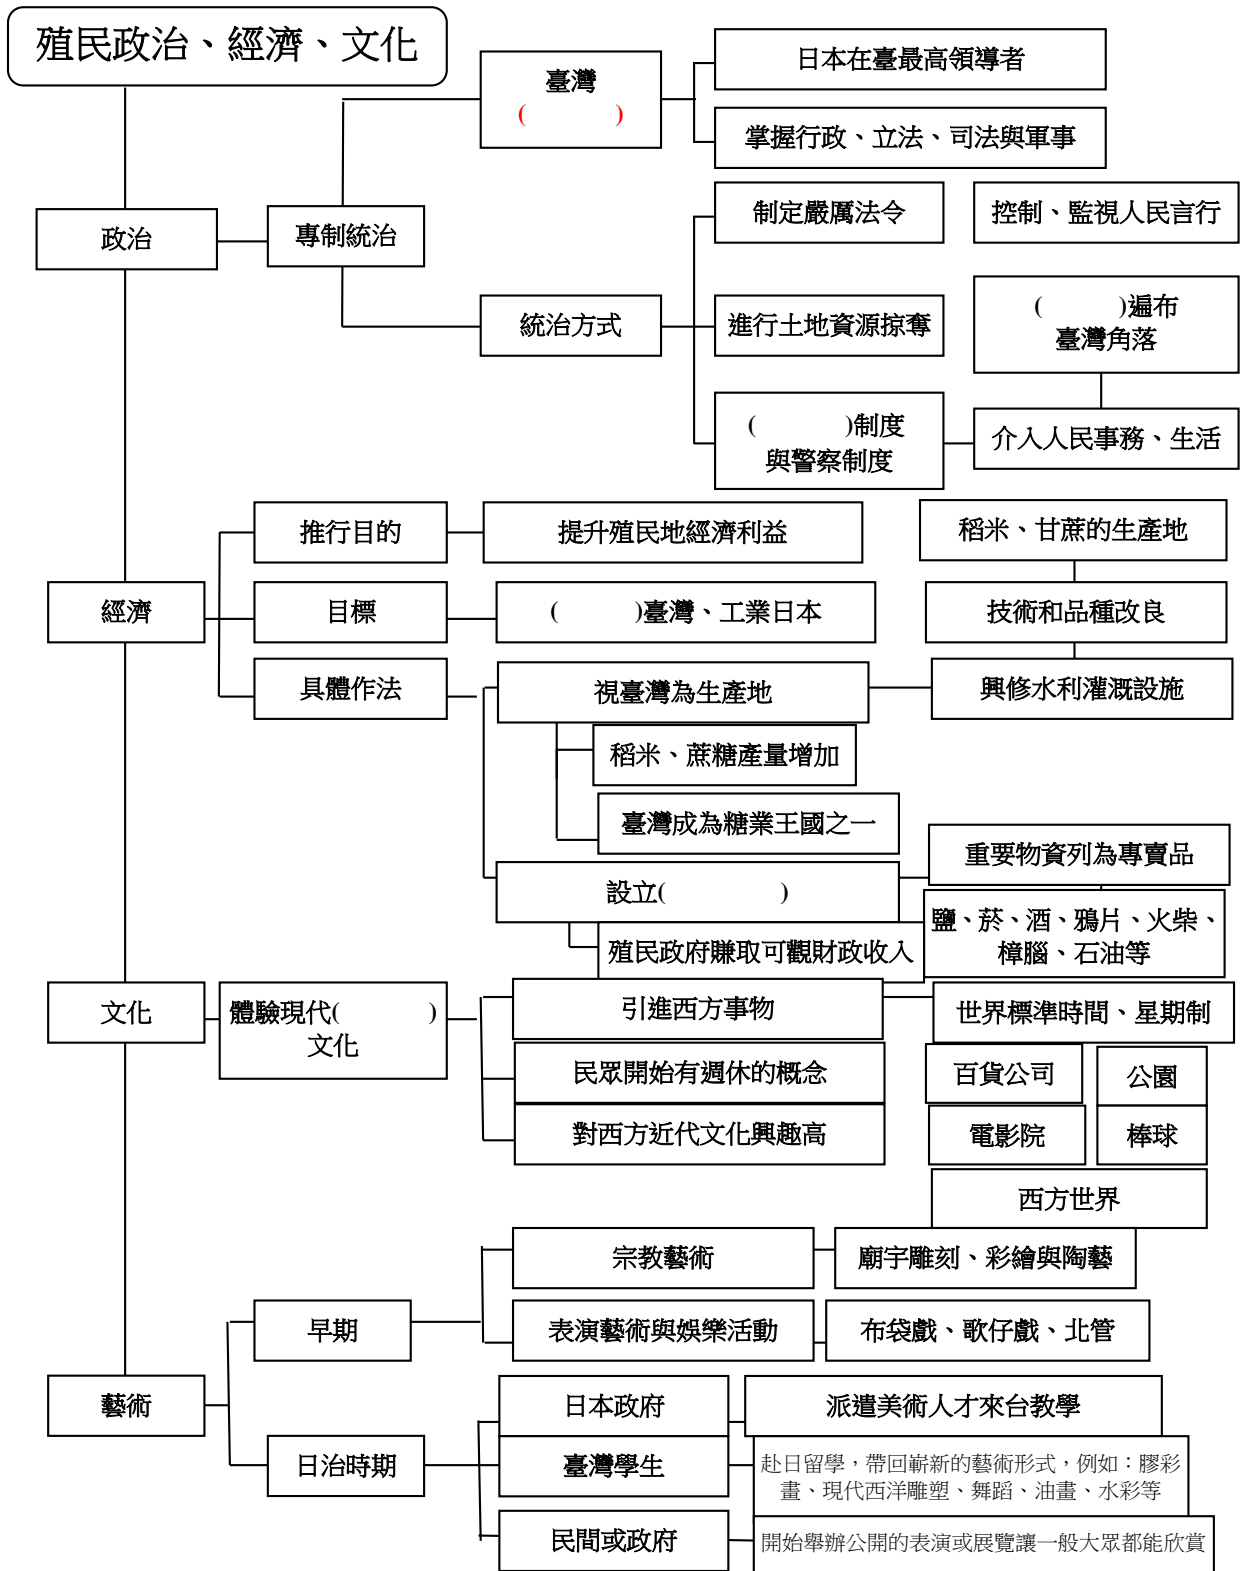 殖民政治、經濟、文化
臺灣
(　　　)
日本在臺最高領導者
掌握行政、立法、司法與軍事
政治
專制統治
制定嚴厲法令
控制、監視人民言行
統治方式
進行土地資源掠奪
(　　　)遍布
臺灣角落
(　　　)制度
與警察制度
介入人民事務、生活
推行目的
提升殖民地經濟利益
稻米、甘蔗的生產地
經濟
目標
(　　　)臺灣、工業日本
技術和品種改良
具體作法
視臺灣為生產地
興修水利灌溉設施
稻米、蔗糖產量增加
臺灣成為糖業王國之一
重要物資列為專賣品
設立(　　　　)
鹽、菸、酒、鴉片、火柴、
樟腦、石油等
殖民政府賺取可觀財政收入
文化
體驗現代(　　　)
文化
引進西方事物
世界標準時間、星期制
民眾開始有週休的概念
百貨公司
公園
對西方近代文化興趣高
電影院
棒球
西方世界
宗教藝術
廟宇雕刻、彩繪與陶藝
早期
表演藝術與娛樂活動
布袋戲、歌仔戲、北管
藝術
日本政府
派遣美術人才來台教學
日治時期
臺灣學生
赴日留學，帶回嶄新的藝術形式，例如：膠彩
畫、現代西洋雕塑、舞蹈、油畫、水彩等
民間或政府
開始舉辦公開的表演或展覽讓一般大眾都能欣賞